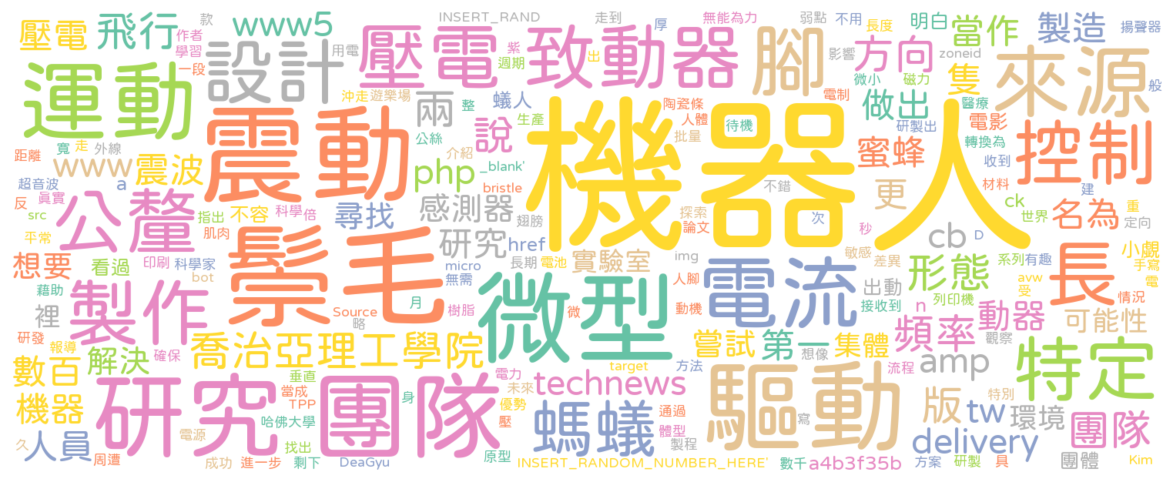 壓電 飛行 款 www5 INSERT_RAND 走到 厚 無能為力 弱點 不用 長度 明白 當作 製造 揚聲器
作者 學習 用電 壓電 致動器 紫 週期 出 腳 影響 方向 zoneid 來源
一段 運動 設計 沖走 遊樂場 兩 蟻人 整 說 生產 陶瓷條 人體 微小 磁力 隻 般
做出 醫療 電影 控制
震動 公絲 批量 待機 電制 研製出 轉換為
距離 寬 走 外線 www 震波 介紹 php _blank' 機器人 蜜蜂 收到 材料
超音波 a 真實 bristle 不錯 更 建
反 src 公釐 指出 不容 科學 倍 尋找 感測器 翅膀 探索 論文 次 ck 名為 重
平常 肌肉 髯毛 研究 href 實驗室 img 秒 cb D 世界 定向
想要 看過 印刷 科學家 bot micro 無需 長期 電池 人腳 電流 敏感 差異 形態 系列 有趣 小覷 長
藉助 製作 月 Source 樹脂 微型 微 動機 出動 接收到 n 列印機 avw 受 手寫 電
裡 略 動器 情況 可能性
研發 報導 確保 喬治亞理工學院 嘗試 第一 想像 集體 頻率 觀察
數百 解決 垂直 電力 target 方法 流程 amp 特定
機器 研究 當成 TPP 團隊 未來 優勢 technews 驅動 特別
人員 哈佛大學 身 壓 螞蟻 通過 體型 寫 版 tw 環境 團隊
久 周遭 電源 找出 原型 製程 delivery
成功 進一步 剩下 DeaGyu INSERT_RANDOM_NUMBER_HERE' 數千 a4b3f35b 方案 研製 具 團體 Kim